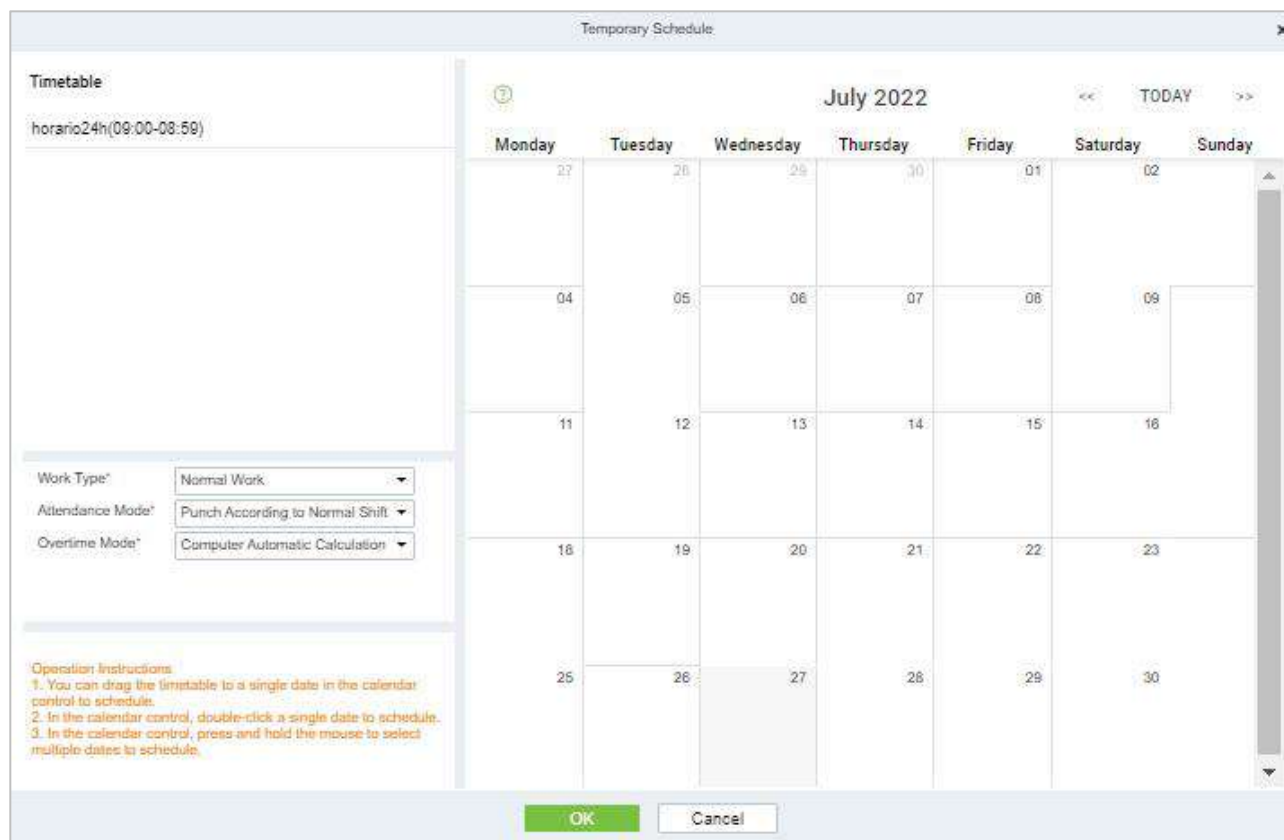 Temporary Schedule
Timetable
horario24h(09:00-08:59)
July 2022
<< TODAY >>
Monday Tuesday Wednesday Thursday Friday Saturday Sunday
27 28 29 30 01 02
04 05 06 07 08 09
11 12 13 14 15 16
18 19 20 21 22 23
25 26 27 28 29 30
Work Type* Normal Work
Attendance Mode* Punch According to Normal Shift
Overtime Mode* Computer Automatic Calculation
Operation Instructions
1. You can drag the timetable to a single date in the calendar
control to schedule.
2. In the calendar control, double-click a single date to schedule.
3. In the calendar control, press and hold the mouse to select
multiple dates to schedule.
OK Cancel